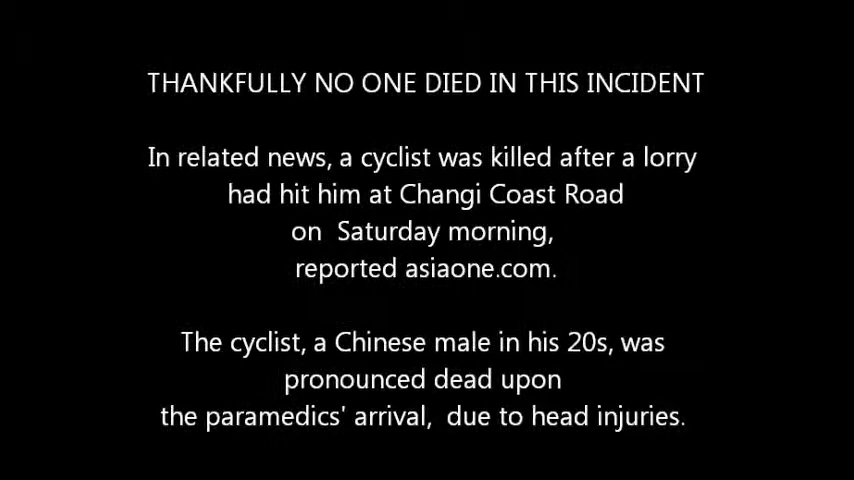 THANKFULLY NO ONE DIED IN THIS INCIDENT
In related news, a cyclist was killed after a lorry
had hit him at Changi Coast Road
on  Saturday morning,
reported asiaone.com.
The cyclist, a Chinese male in his 20s, was
pronounced dead upon
the paramedics' arrival,  due to head injuries.